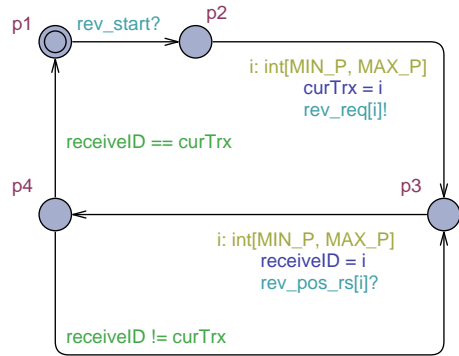 p1
rev_start?
p2
i: int[MIN_P, MAX_P]
curTrx = i
rev_req[i]!
receiveID == curTrx
p4
p3
i: int[MIN_P, MAX_P]
receiveID = i
rev_pos_rs[i]?
receiveID != curTrx